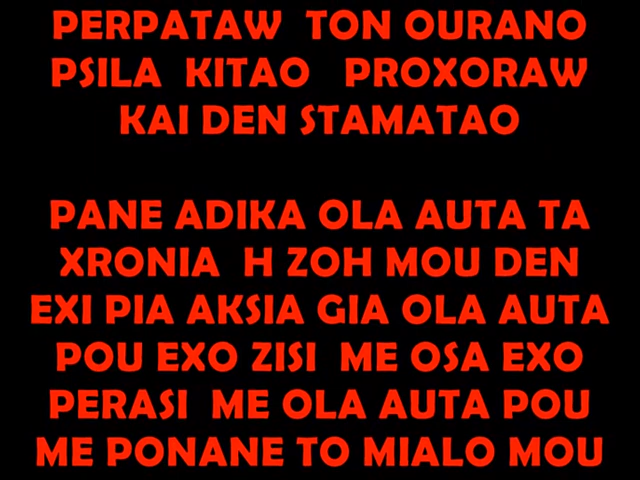 PERPATAW TON OURANO
PSILA KITAO PROXORAW
KAI DEN STAMATAO
PANE ADIKA OLA AUTA TA
XRONIA H ZOH MOU DEN
EXI PIA AKSIA GIA OLA AUTA
POU EXO ZISI ME OSA EXO
PERASI ME OLA AUTA POU
ME PONANE TO MIALO MOU